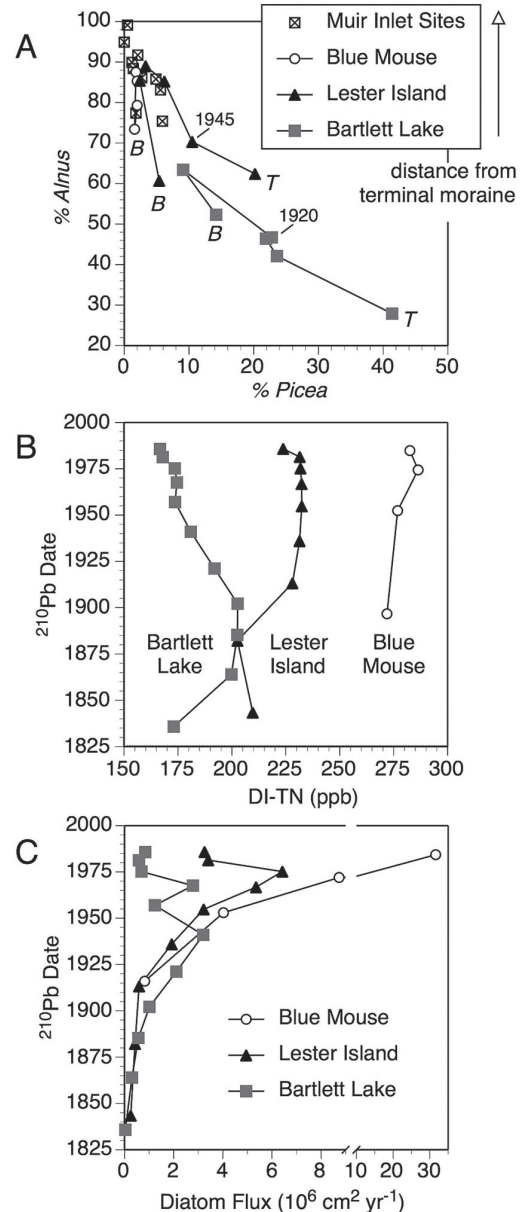 A
100
90
80
70
60
50
40
30
20
% Alnus
0
10
20
30
40
50
% Picea
Muir Inlet Sites
Blue Mouse
Lester Island
Bartlett Lake
distance from
terminal moraine
1945
1920
B
B
B
T
T
B
2000
1975
1950
1925
1900
1875
1850
1825
²¹⁰Pb Date
Bartlett
Lake
Lester
Island
Blue
Mouse
150
175
200
225
250
275
300
DI-TN (ppb)
C
2000
1975
1950
1925
1900
1875
1850
1825
²¹⁰Pb Date
Blue Mouse
Lester Island
Bartlett Lake
0
2
4
6
8
10
20
30
Diatom Flux (10⁶ cm² yr⁻¹)